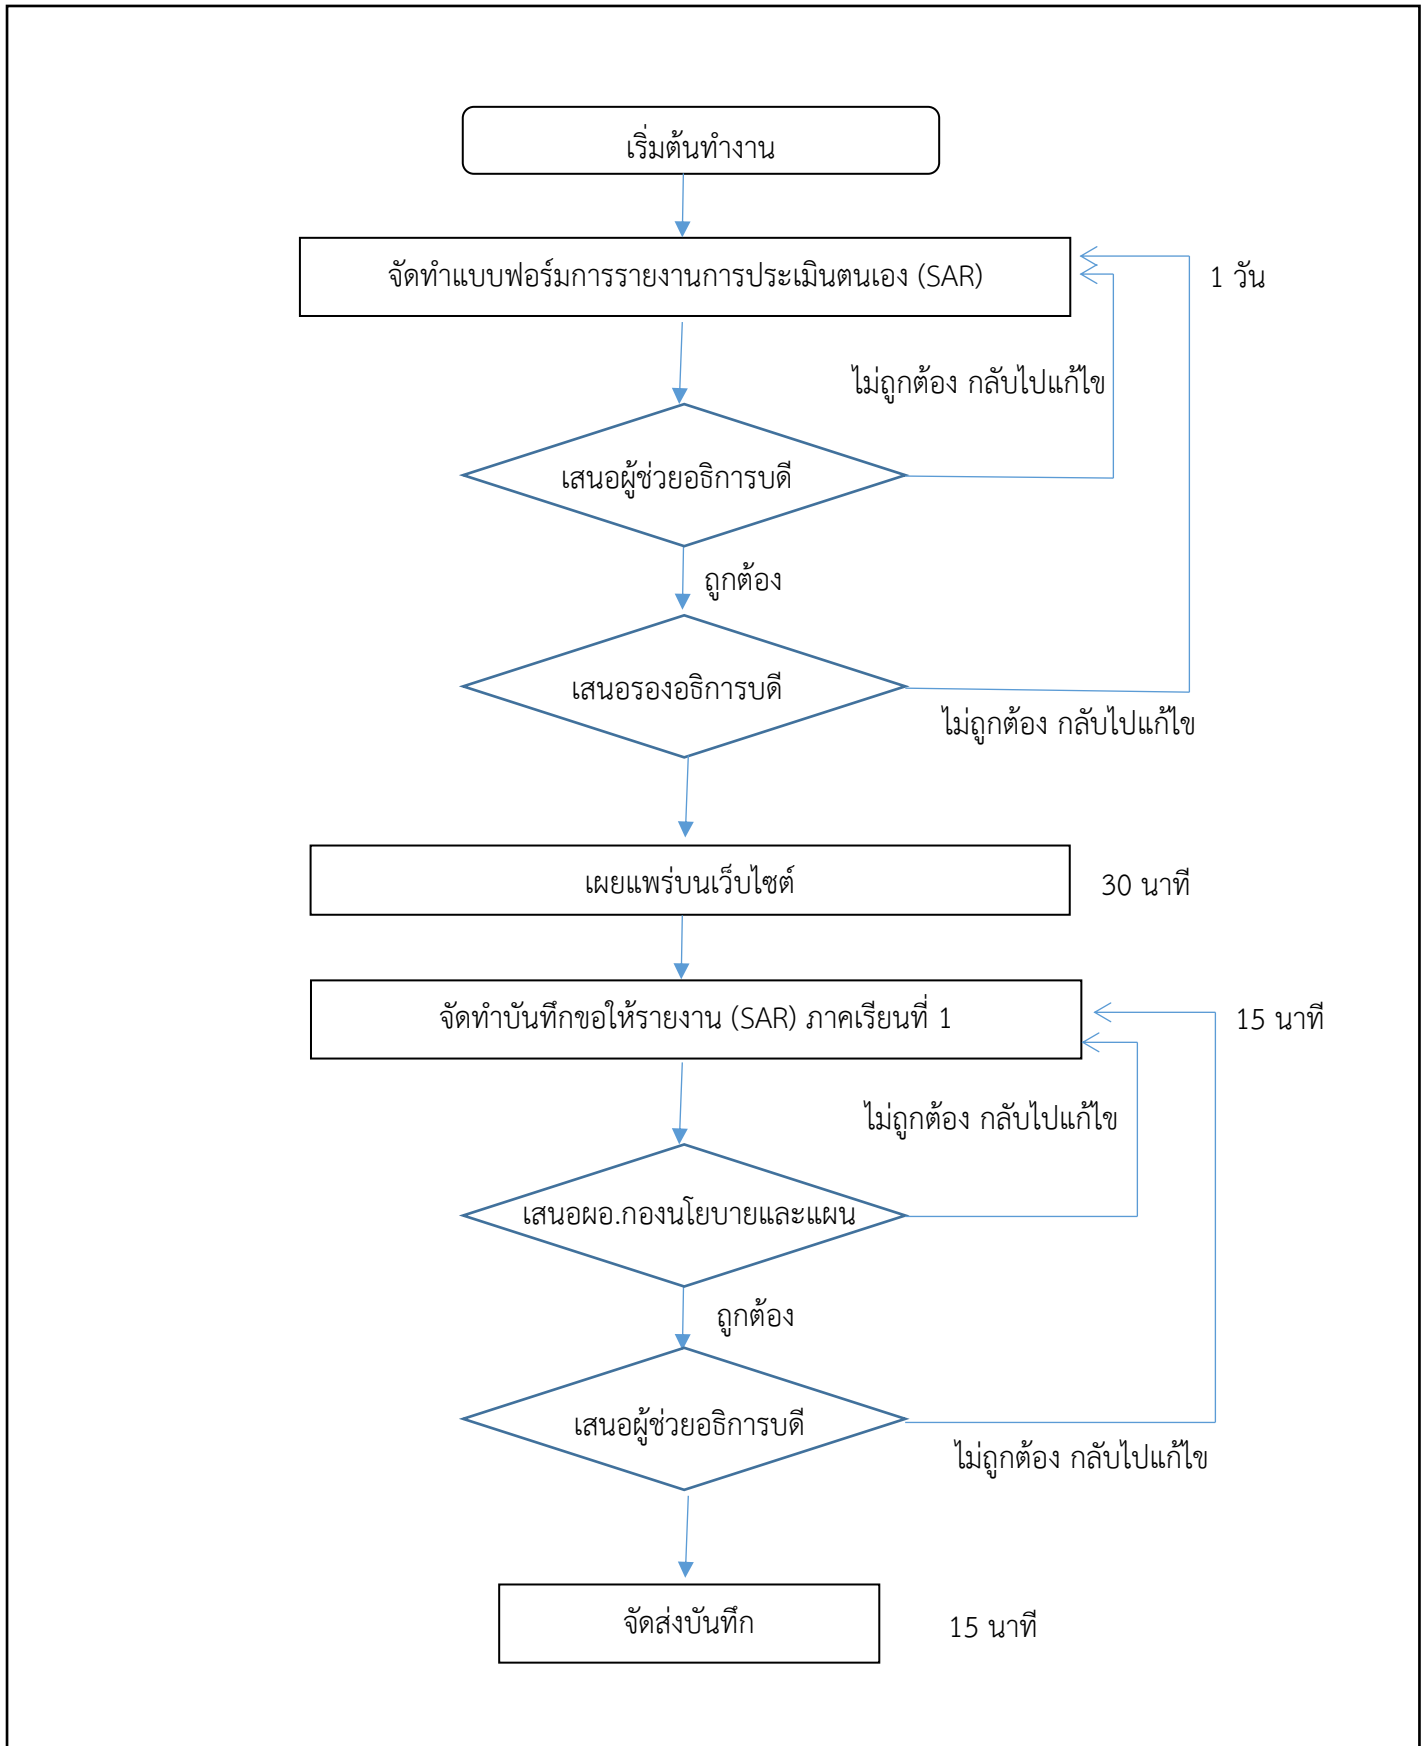 เริ่มต้นทำงาน
จัดทำแบบฟอร์มการรายงานการประเมินตนเอง (SAR)
1 วัน
ไม่ถูกต้อง กลับไปแก้ไข
เสนอผู้ช่วยอธิการบดี
ถูกต้อง
เสนอรองอธิการบดี
ไม่ถูกต้อง กลับไปแก้ไข
เผยแพร่บนเว็บไซต์
30 นาที
จัดทำบันทึกขอให้รายงาน (SAR) ภาคเรียนที่ 1
15 นาที
ไม่ถูกต้อง กลับไปแก้ไข
เสนอผอ.กองนโยบายและแผน
ถูกต้อง
เสนอผู้ช่วยอธิการบดี
ไม่ถูกต้อง กลับไปแก้ไข
จัดส่งบันทึก
15 นาที